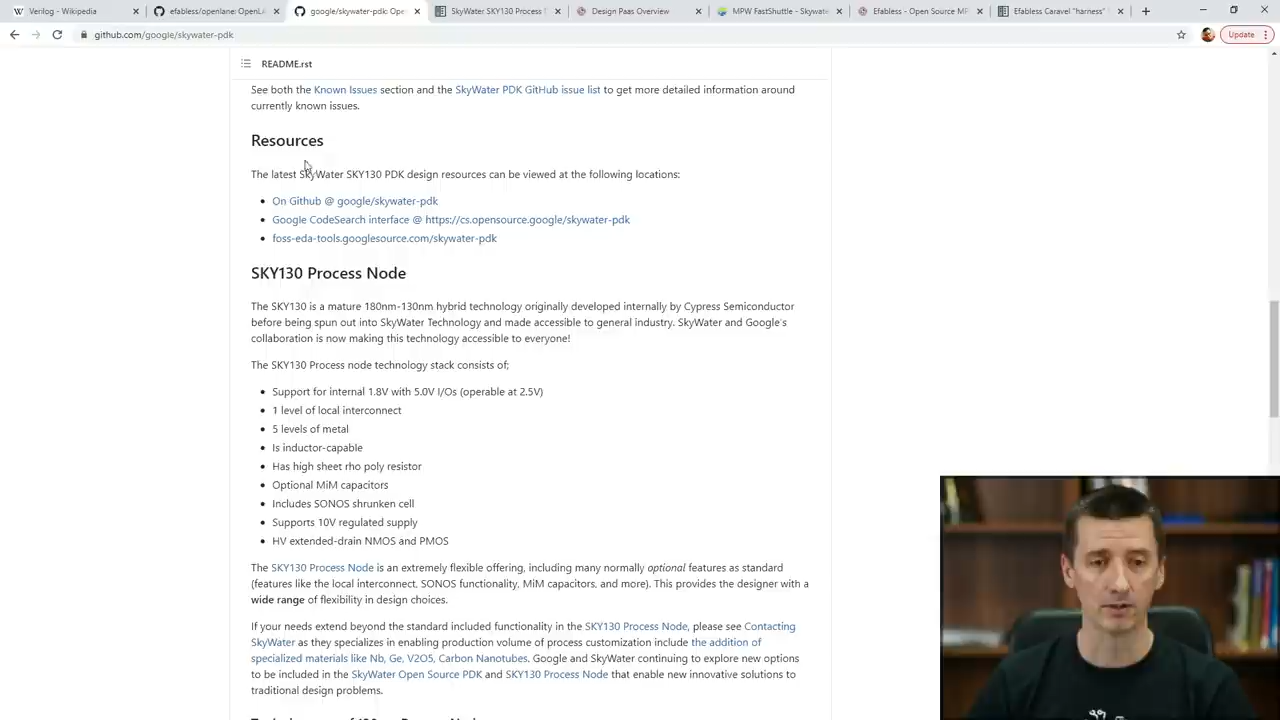 Verilog - Wikipedia
efabless/openlane: OpenL
google/skywater-pdk: Ope
SkyWater SKY130 Process
Design Paas Overview
MPW FastShuttle - Skywat
Efabless - Open Source MP
Efabless Caravel "harness"
github.com/google/skywater-pdk
Update
README.rst
See both the Known Issues section and the SkyWater PDK GitHub issue list to get more detailed information around
currently known issues.
Resources
The latest SkyWater SKY130 PDK design resources can be viewed at the following locations:
On Github @ google/skywater-pdk
Google CodeSearch interface @ https://cs.opensource.google/skywater-pdk
foss-eda-tools.googlesource.com/skywater-pdk
SKY130 Process Node
The SKY130 is a mature 180nm-130nm hybrid technology originally developed internally by Cypress Semiconductor
before being spun out into SkyWater Technology and made accessible to general industry. SkyWater and Google's
collaboration is now making this technology accessible to everyone!
The SKY130 Process node technology stack consists of;
Support for internal 1.8V with 5.0V I/Os (operable at 2.5V)
1 level of local interconnect
5 levels of metal
Is inductor-capable
Has high sheet rho poly resistor
Optional MiM capacitors
Includes SONOS shrunken cell
Supports 10V regulated supply
HV extended-drain NMOS and PMOS
The SKY130 Process Node is an extremely flexible offering, including many normally optional features as standard
(features like the local interconnect, SONOS functionality, MiM capacitors, and more). This provides the designer with a
wide range of flexibility in design choices.
If your needs extend beyond the standard included functionality in the SKY130 Process Node, please see Contacting
SkyWater as they specializes in enabling production volume of process customization include the addition of
specialized materials like Nb, Ge, V2O5, Carbon Nanotubes. Google and SkyWater continuing to explore new options
to be included in the SkyWater Open Source PDK and SKY130 Process Node that enable new innovative solutions to
traditional design problems.